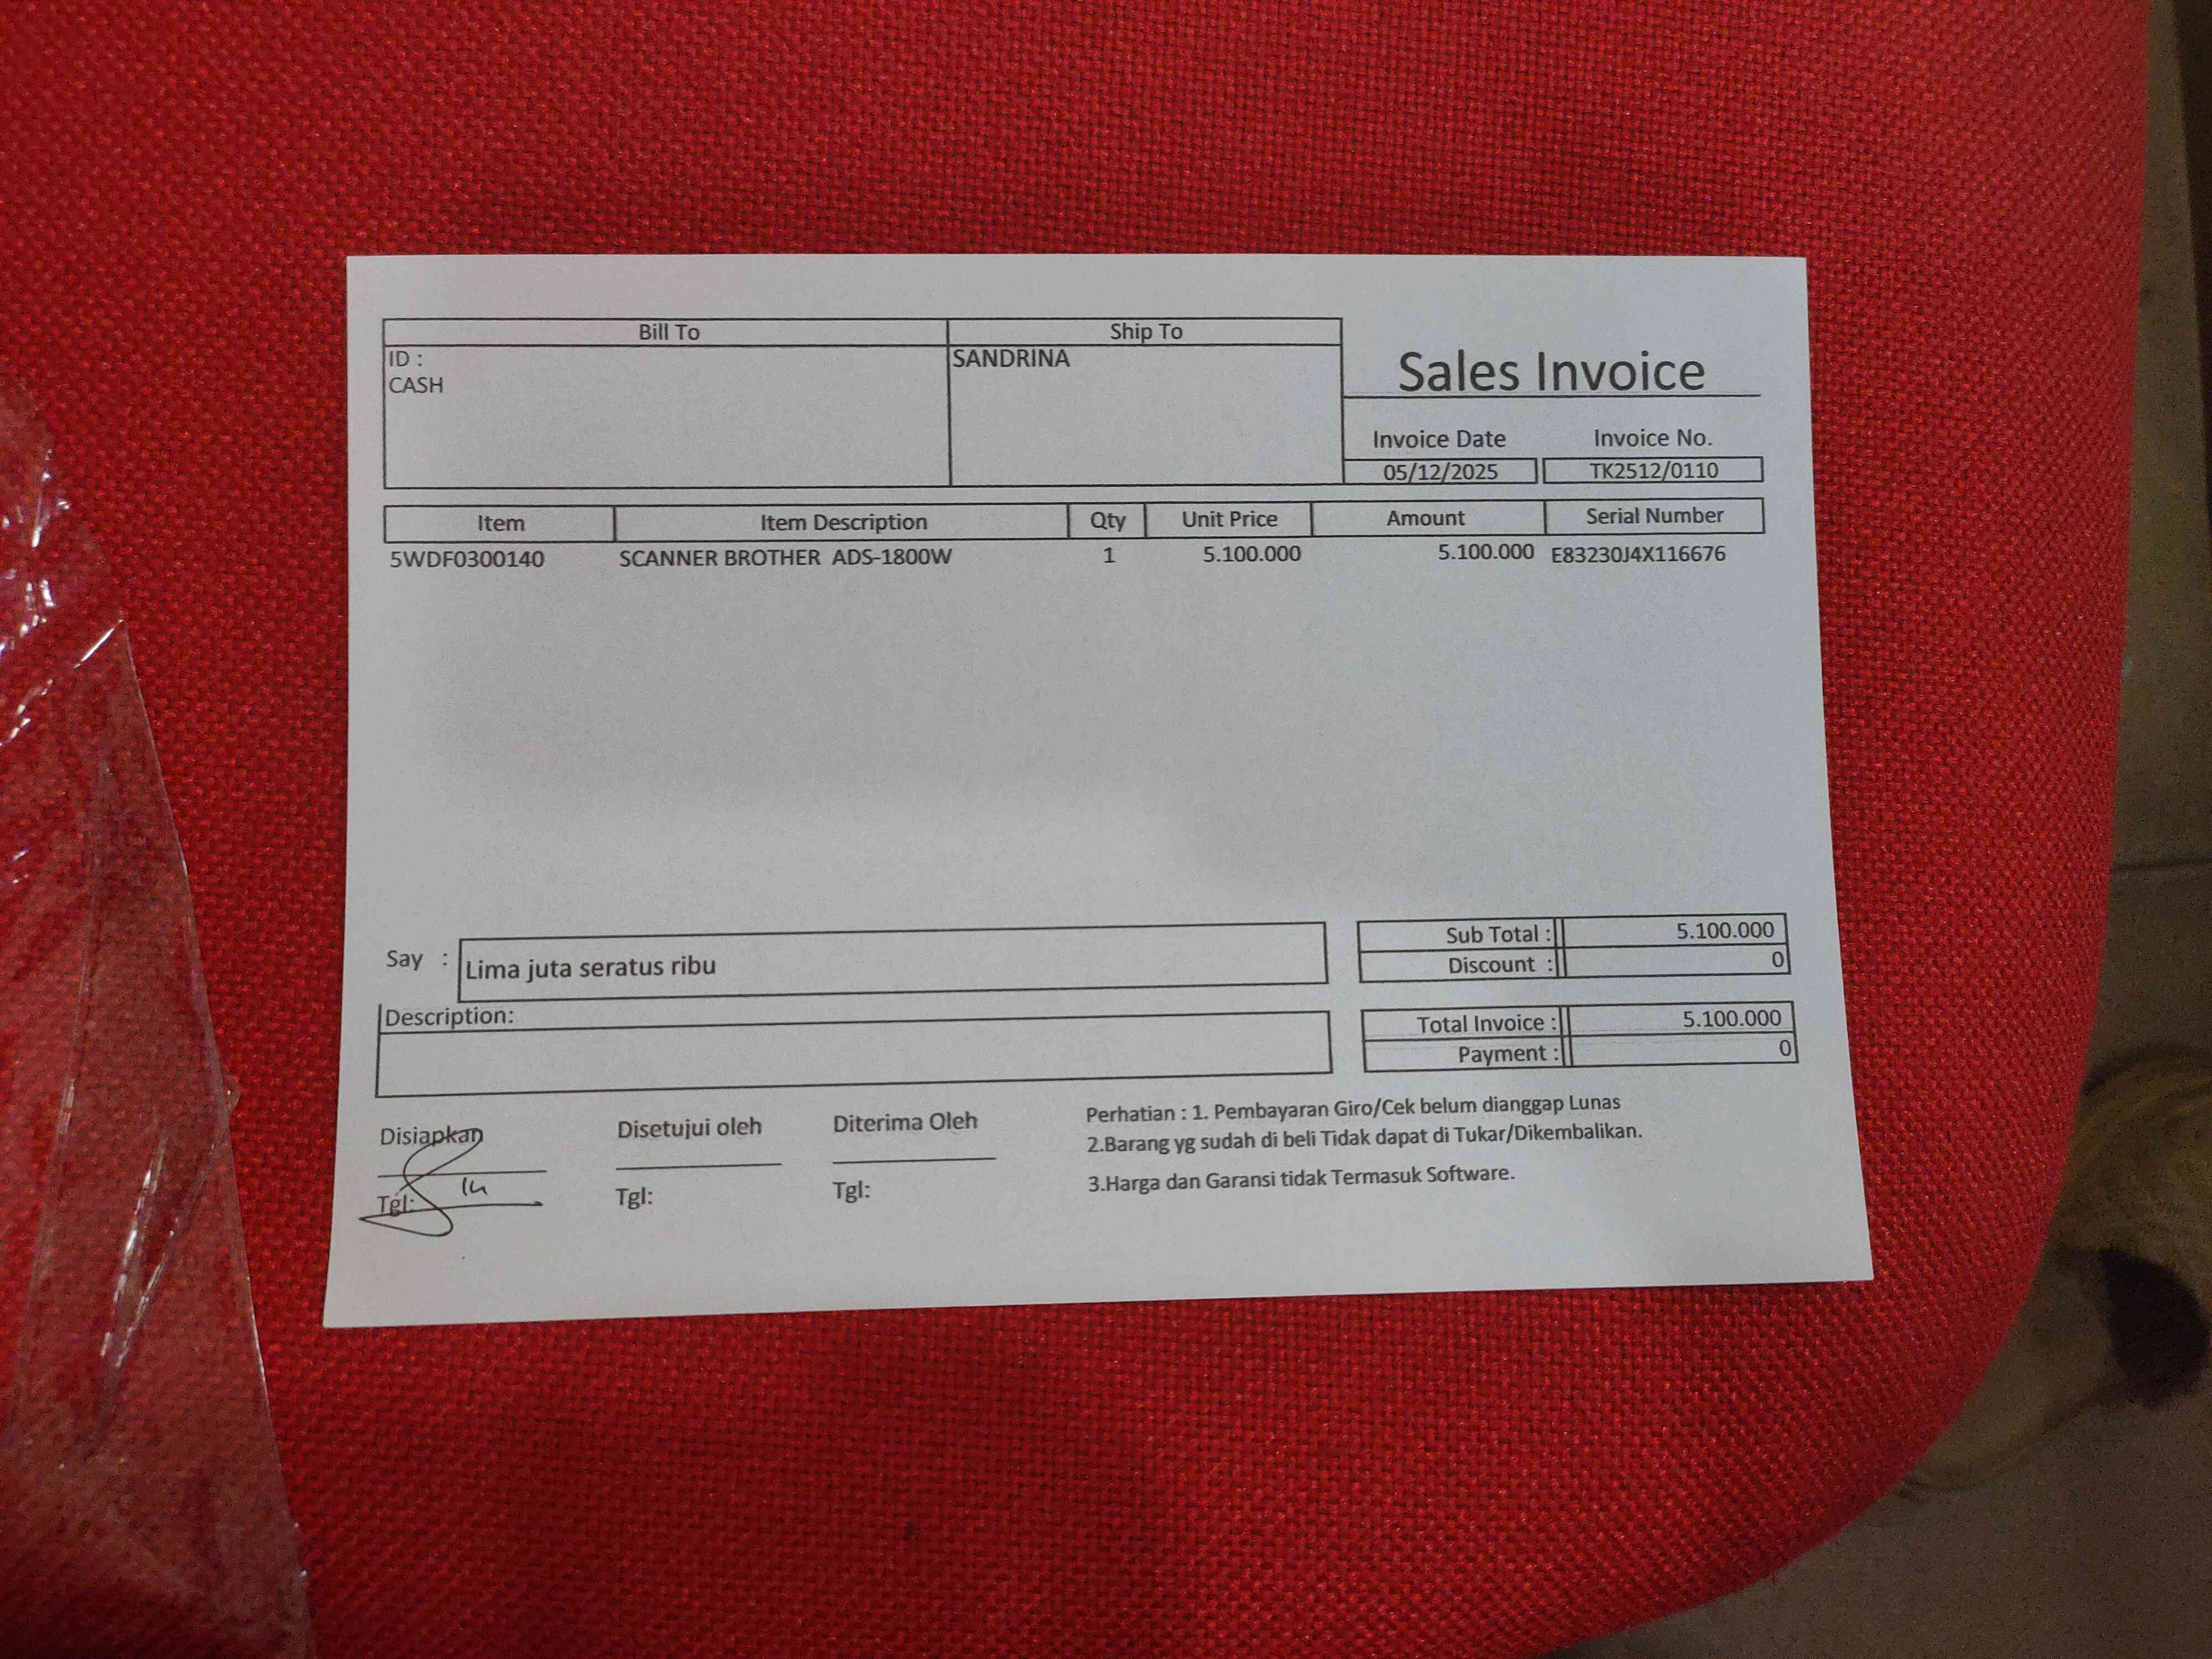 Bill To
Ship To
ID :
CASH
SANDRINA
Sales Invoice
Invoice Date
Invoice No.
05/12/2025
TK2512/0110
Item
Item Description
Qty
Unit Price
Amount
Serial Number
5WDF0300140
SCANNER BROTHER ADS-1800W
1
5.100.000
5.100.000
E83230J4X116676
Say :
Lima juta seratus ribu
Sub Total :
5.100.000
Discount :
0
Description:
Total Invoice :
5.100.000
Payment :
0
Disiapkan
Tgl:
Disetujui oleh
Tgl:
Diterima Oleh
Tgl:
Perhatian : 1. Pembayaran Giro/Cek belum dianggap Lunas
2.Barang yg sudah di beli Tidak dapat di Tukar/Dikembalikan.
3.Harga dan Garansi tidak Termasuk Software.